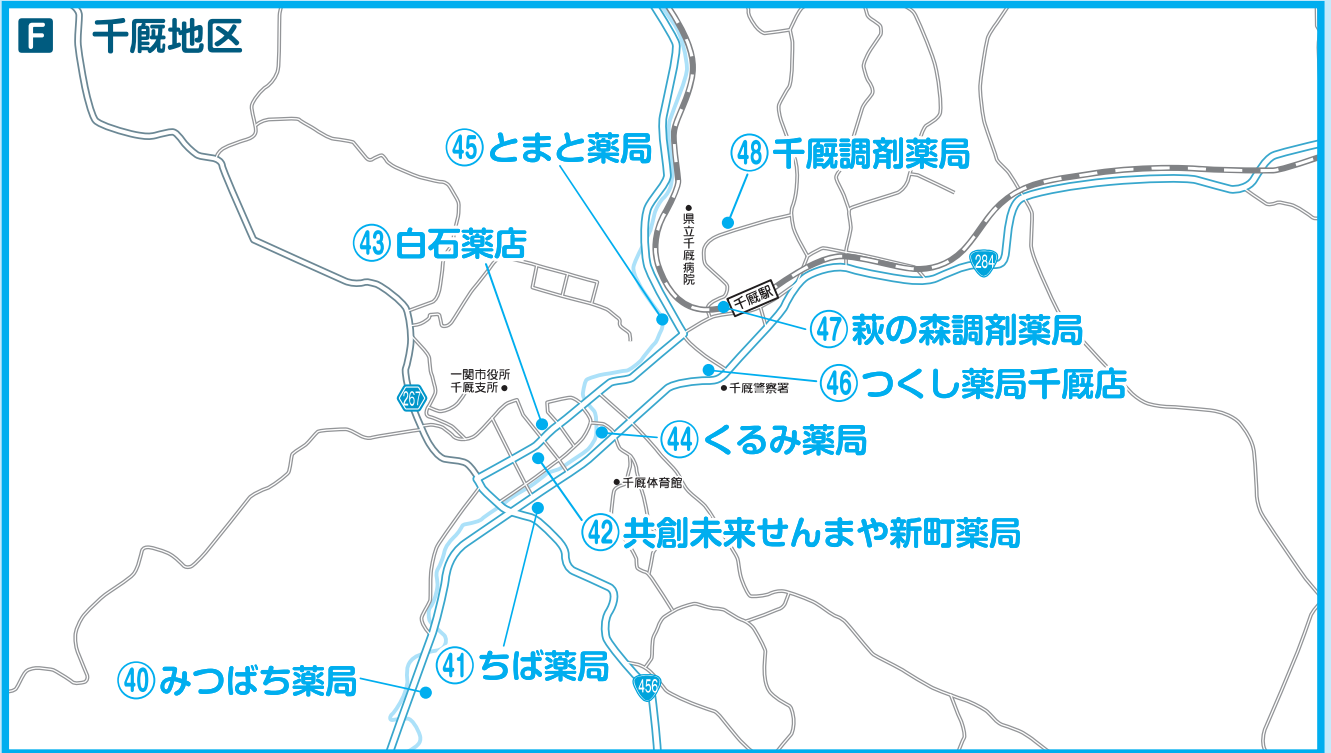 F 千厩地区
㊺とまと薬局
㊽千厩調剤薬局
県立千厩病院
㊸白石薬店
284
千厩駅
㊼萩の森調剤薬局
一関市役所
千厩支所
267
㊻つくし薬局千厩店
千厩警察署
㊹くるみ薬局
千厩体育館
㊷共創未来せんまや新町薬局
㊶ちば薬局
㊵みつばち薬局
456